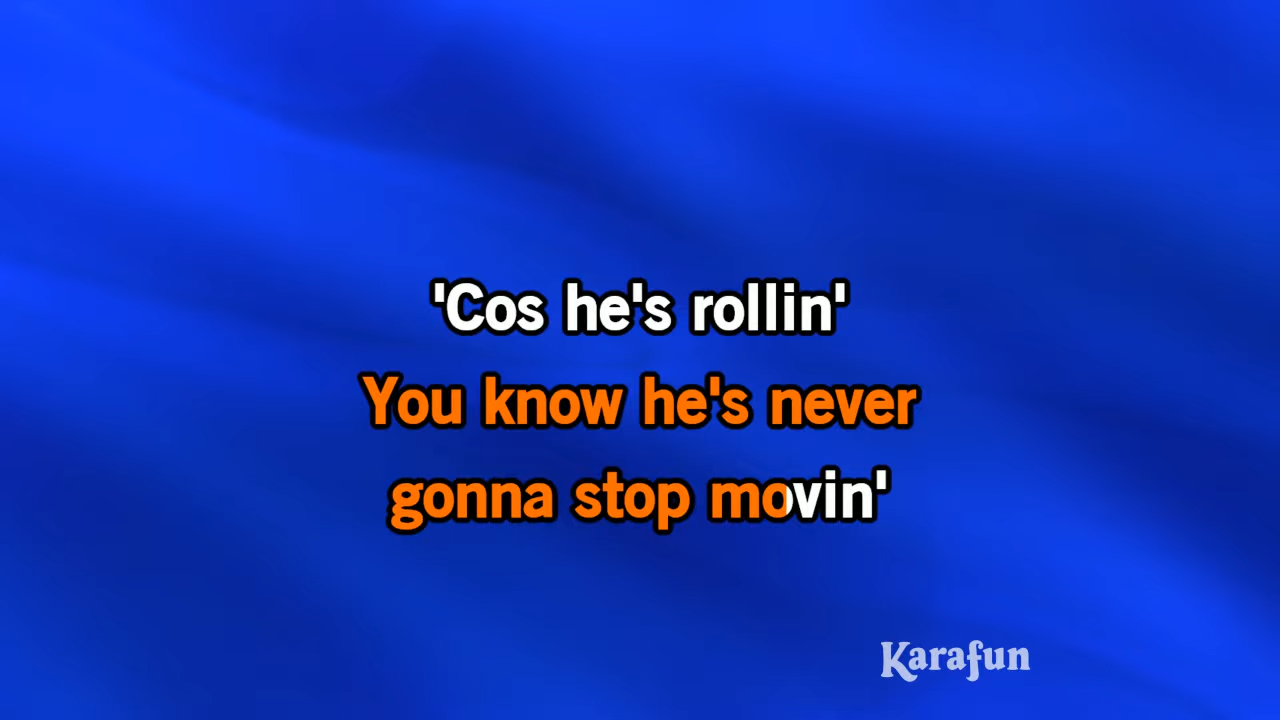 'Cos he's rollin'
You know he's never
gonna stop movin'
Karafun